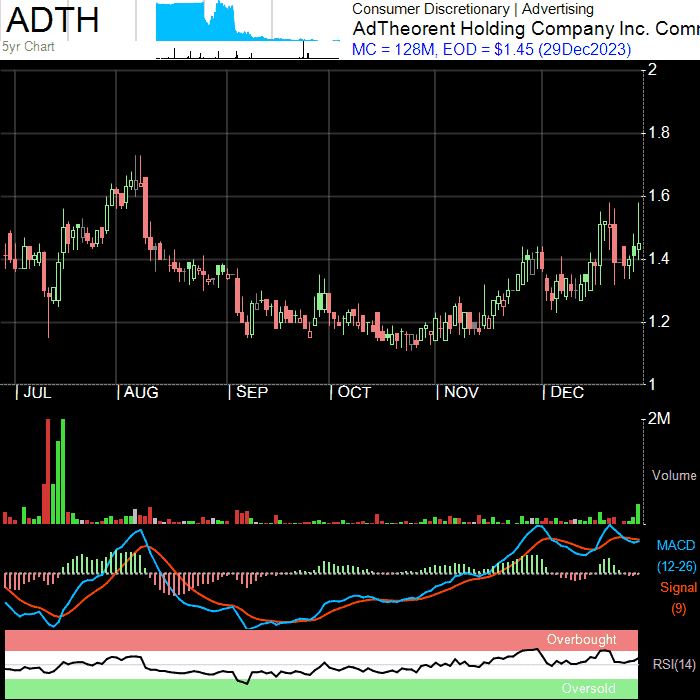 ADTH
5yr Chart
Consumer Discretionary | Advertising
AdTheorent Holding Company Inc. Comm
MC = 128M, EOD = $1.45 (29Dec2023)
2
1.8
1.6
1.4
1.2
1
| JUL | AUG | SEP | OCT | NOV | DEC
2M
Volume
MACD
(12-26)
Signal
(9)
Overbought
RSI(14)
Oversold